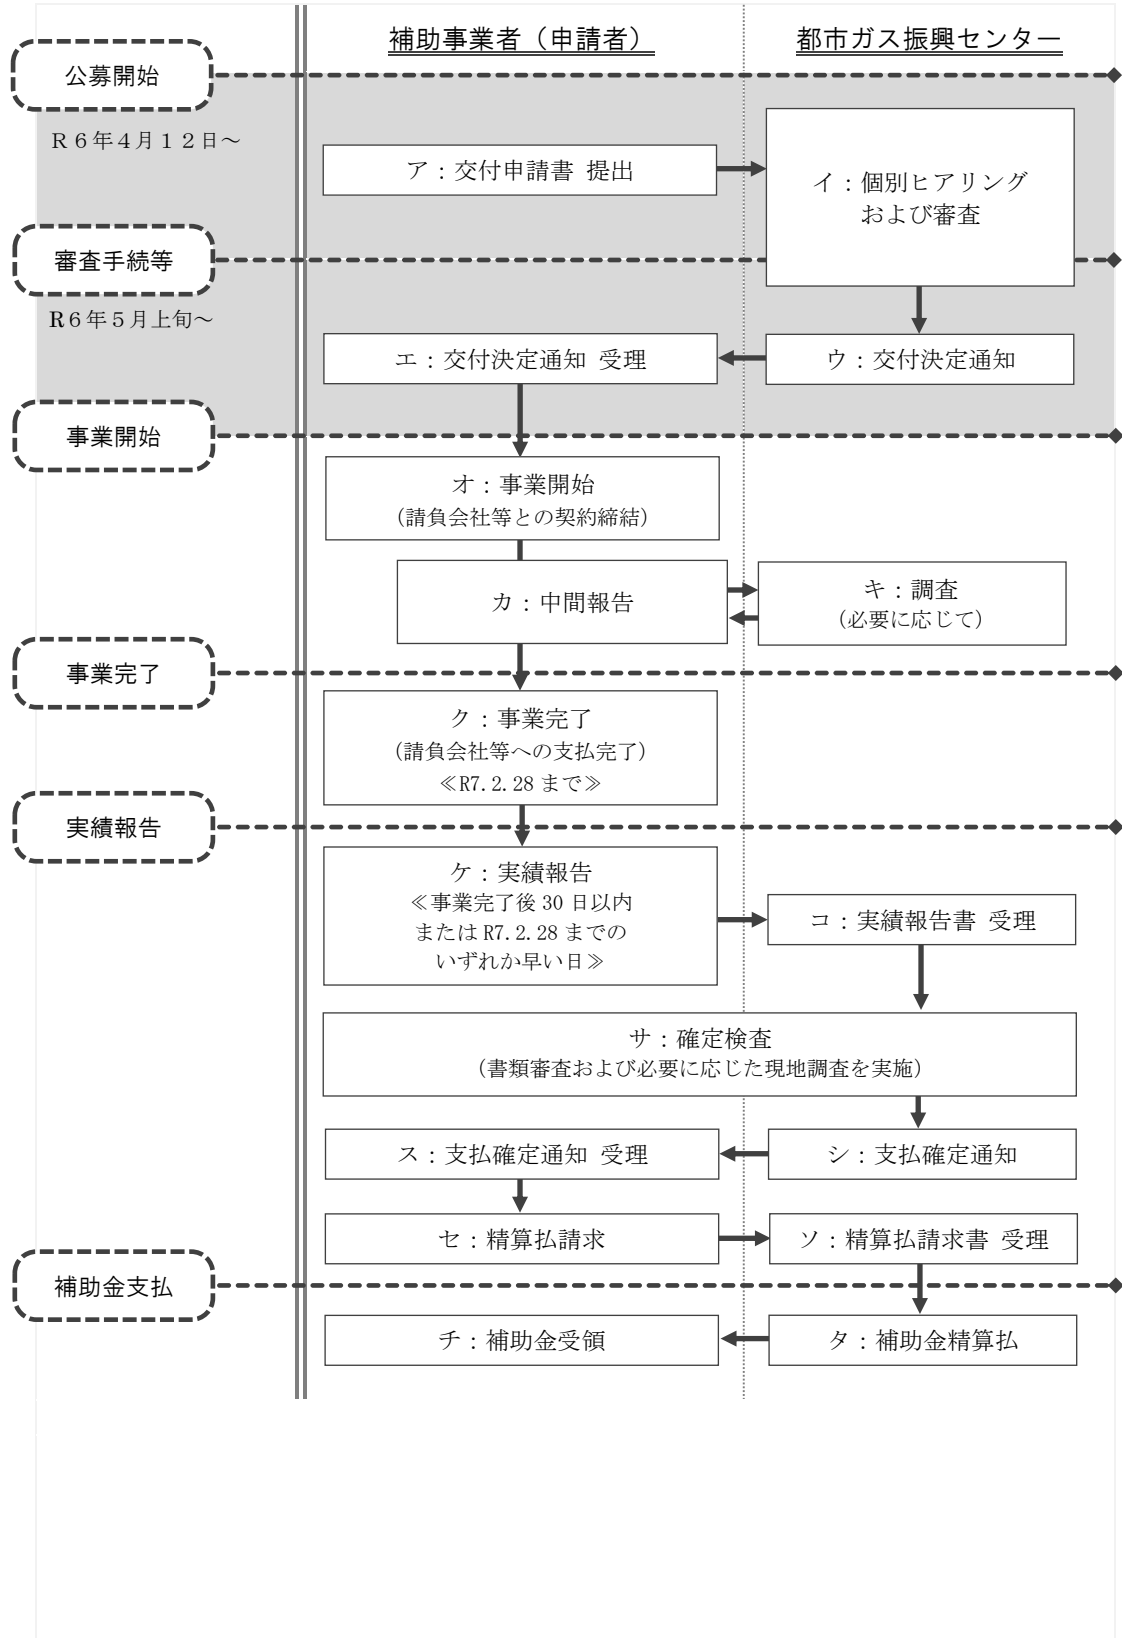 補助事業者（申請者）
都市ガス振興センター
公募開始
Ｒ６年４月１２日～
ア：交付申請書 提出
イ：個別ヒアリング
および審査
審査手続等
R６年５月上旬～
エ：交付決定通知 受理
ウ：交付決定通知
事業開始
オ：事業開始
（請負会社等との契約締結）
カ：中間報告
キ：調査
（必要に応じて）
事業完了
ク：事業完了
（請負会社等への支払完了）
≪R7.2.28 まで≫
実績報告
ケ：実績報告
≪事業完了後 30 日以内
または R7.2.28 までの
いずれか早い日≫
コ：実績報告書 受理
サ：確定検査
（書類審査および必要に応じた現地調査を実施）
ス：支払確定通知 受理
シ：支払確定通知
セ：精算払請求
ソ：精算払請求書 受理
補助金支払
チ：補助金受領
タ：補助金精算払